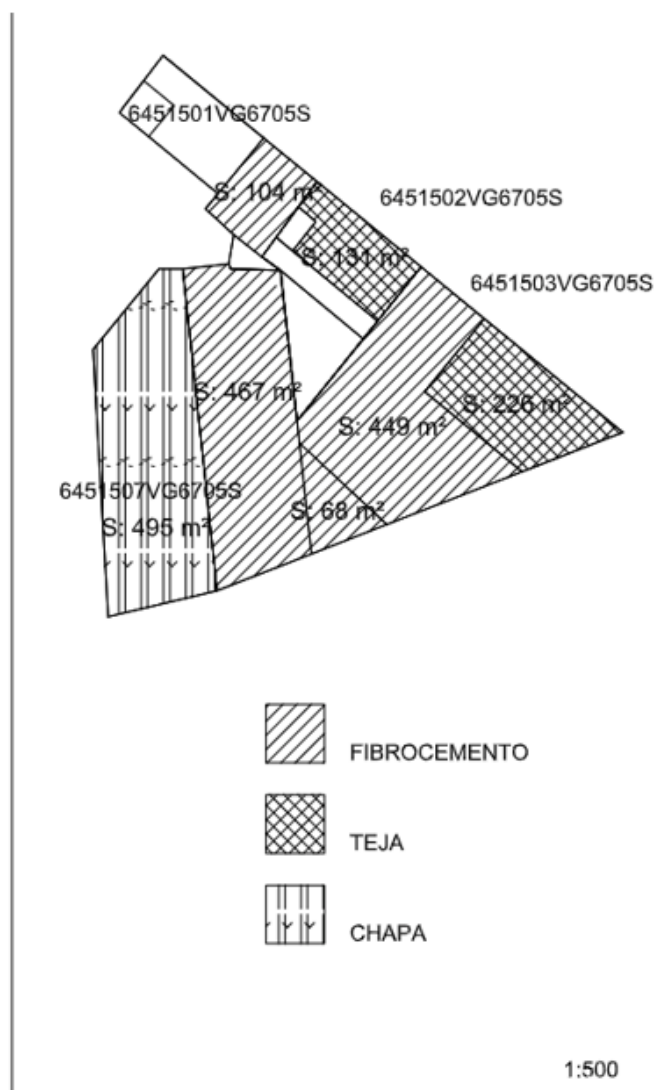 6451501VG6705S
S: 104 m²
6451502VG6705S
S: 131 m²
6451503VG6705S
S: 467 m²
S: 226 m²
S: 449 m²
6451507VG6705S
S: 68 m²
S: 495 m²
FIBROCEMENTO
TEJA
CHAPA
1:500